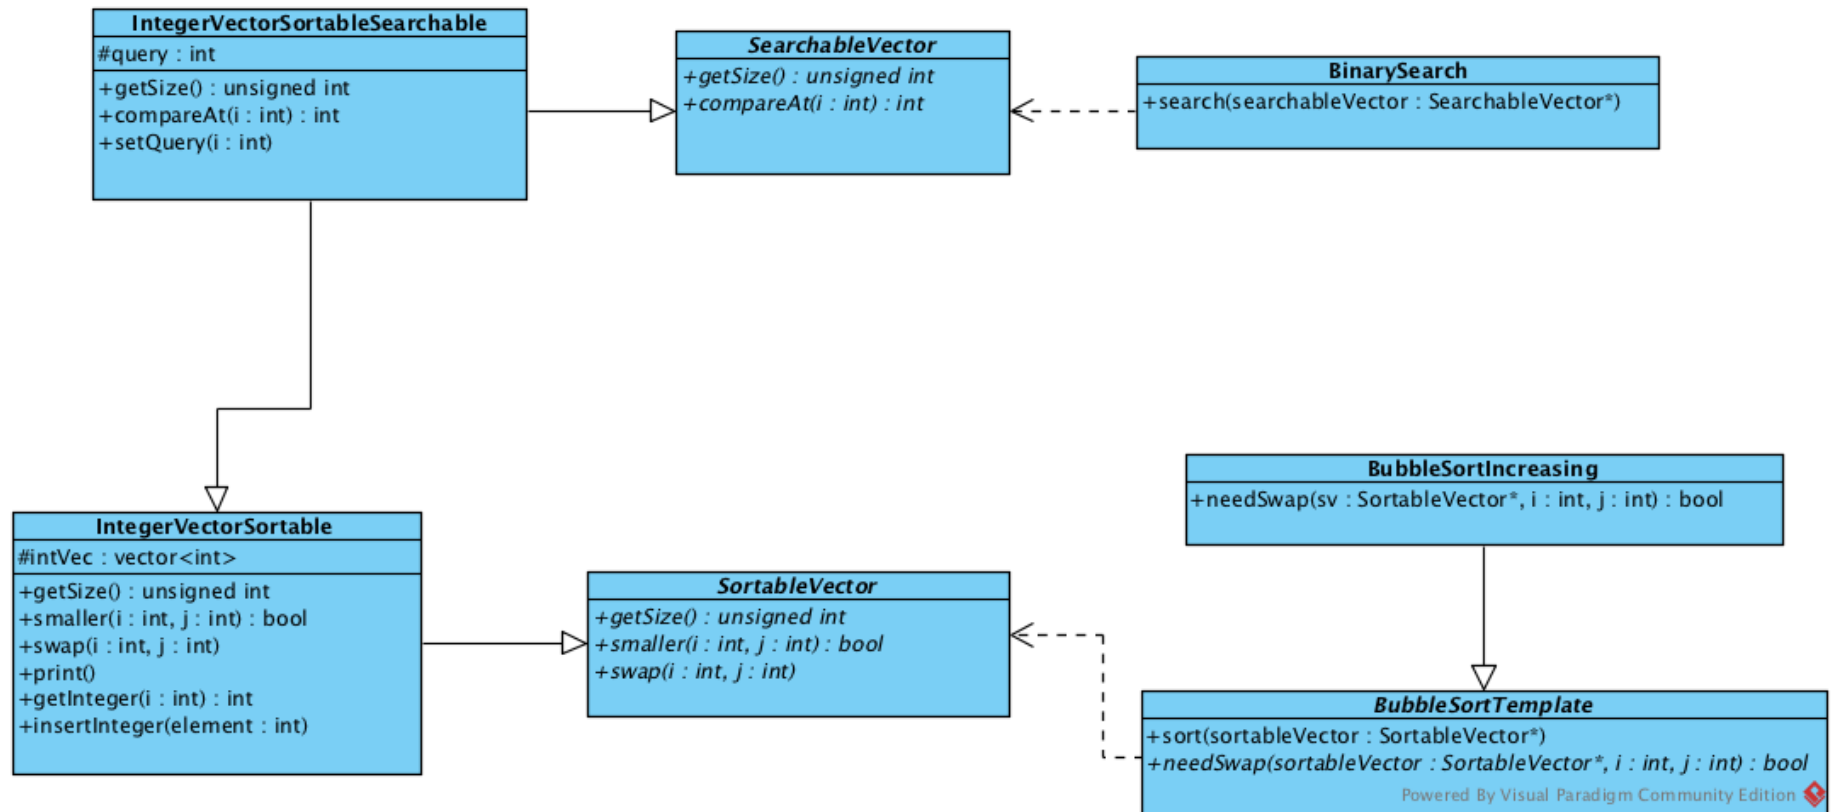 IntegerVectorSortableSearchable
#query : int
+getSize() : unsigned int
+compareAt(i : int) : int
+setQuery(i : int)
SearchableVector
+getSize() : unsigned int
+compareAt(i : int) : int
BinarySearch
+search(searchableVector : SearchableVector*)
IntegerVectorSortable
#intVec : vector<int>
+getSize() : unsigned int
+smaller(i : int, j : int) : bool
+swap(i : int, j : int)
+print()
+getInteger(i : int) : int
+insertInteger(element : int)
SortableVector
+getSize() : unsigned int
+smaller(i : int, j : int) : bool
+swap(i : int, j : int)
BubbleSortIncreasing
+needSwap(sv : SortableVector*, i : int, j : int) : bool
BubbleSortTemplate
+sort(sortableVector : SortableVector*)
+needSwap(sortableVector : SortableVector*, i : int, j : int) : bool
Powered By Visual Paradigm Community Edition